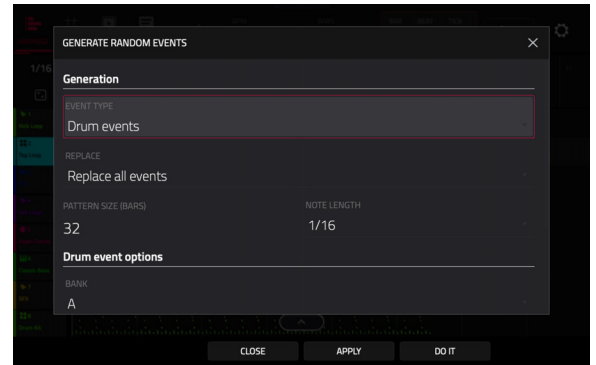 GENERATE RANDOM EVENTS
1/16
Generation
EVENT TYPE
Drum events
REPLACE
Replace all events
PATTERN SIZE (BARS)
NOTE LENGTH
32
1/16
Drum event options
BANK
A
CLOSE
APPLY
DO IT